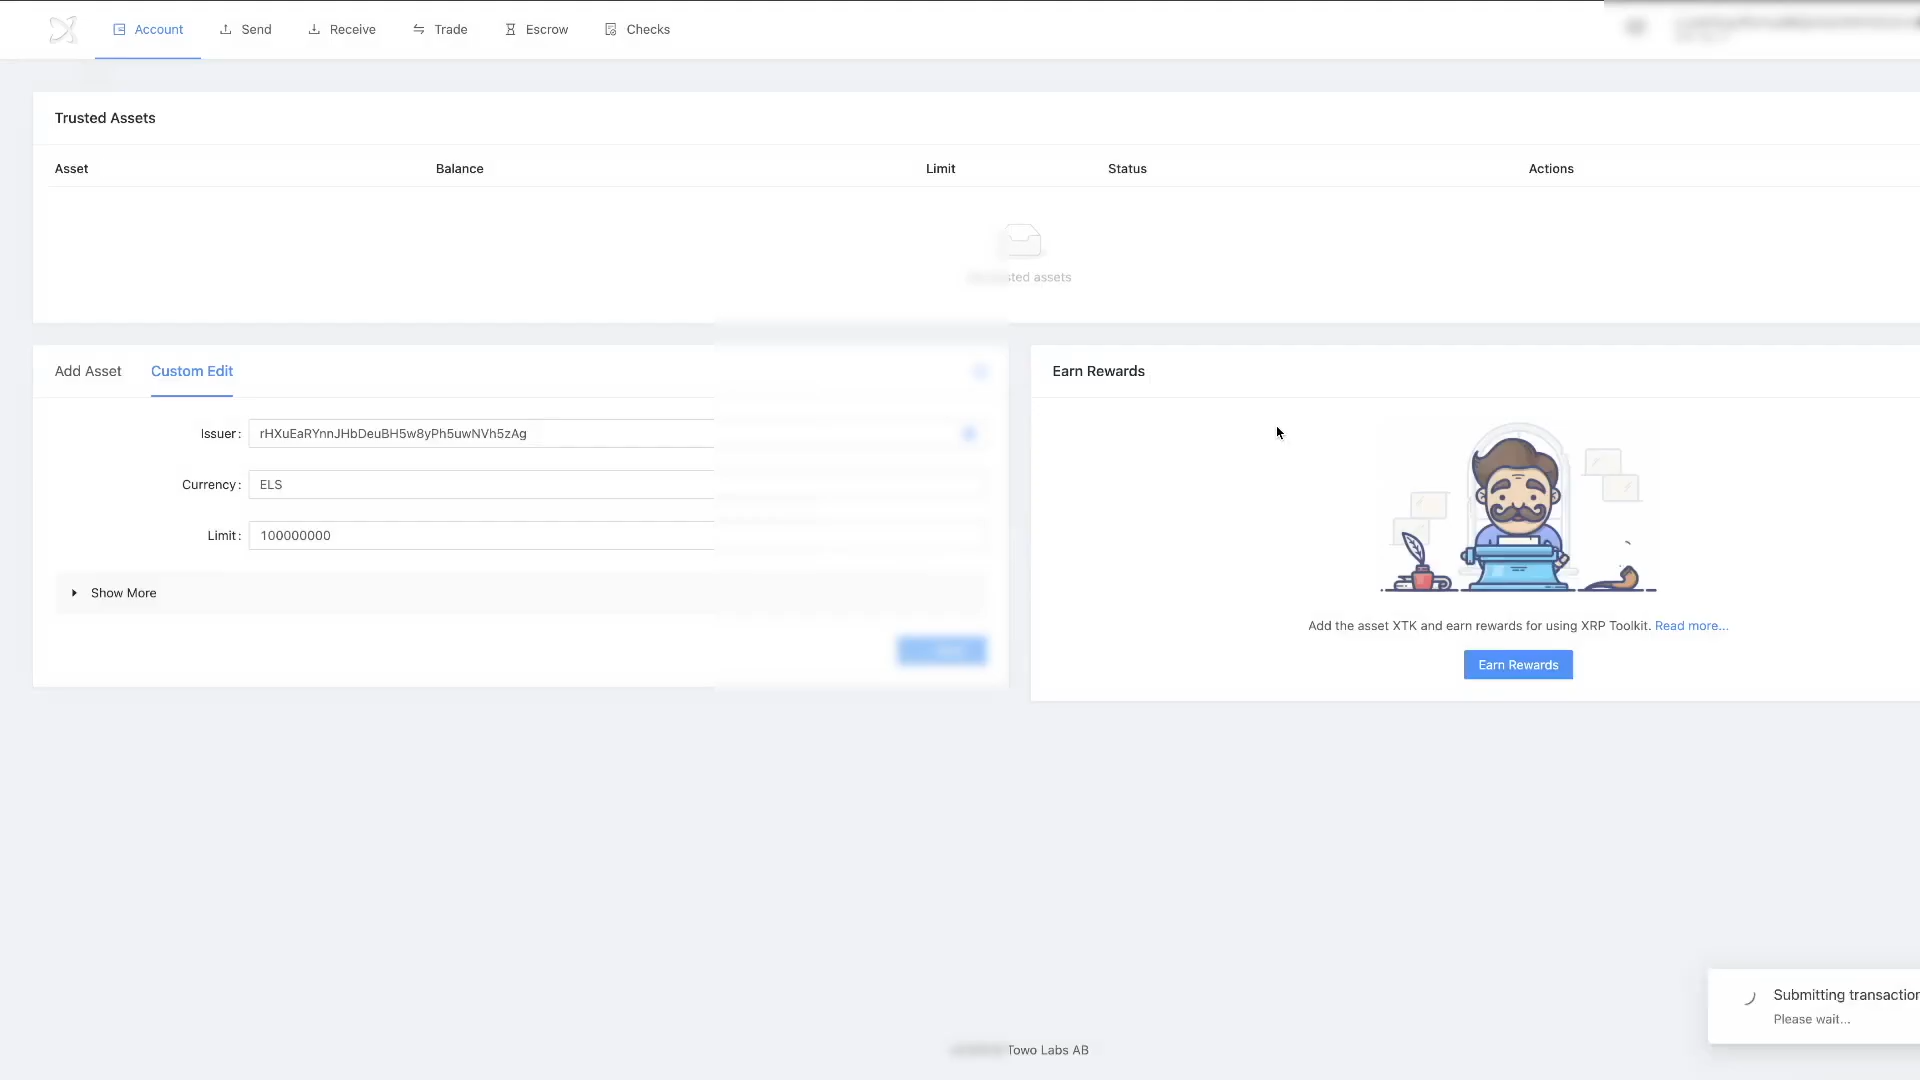 Account
Send
Receive
Trade
Escrow
Checks
Trusted Assets
Asset Balance Limit Status Actions
assets
Add Asset
Custom Edit
Issuer: rHXuEaRYnnJHbDeuBH5w8yPh5uwNVh5zAg
Currency: ELS
Limit: 100000000
Show More
Earn Rewards
Add the asset XTK and earn rewards for using XRP Toolkit. Read more...
Earn Rewards
Submitting transaction
Please wait...
Towo Labs AB